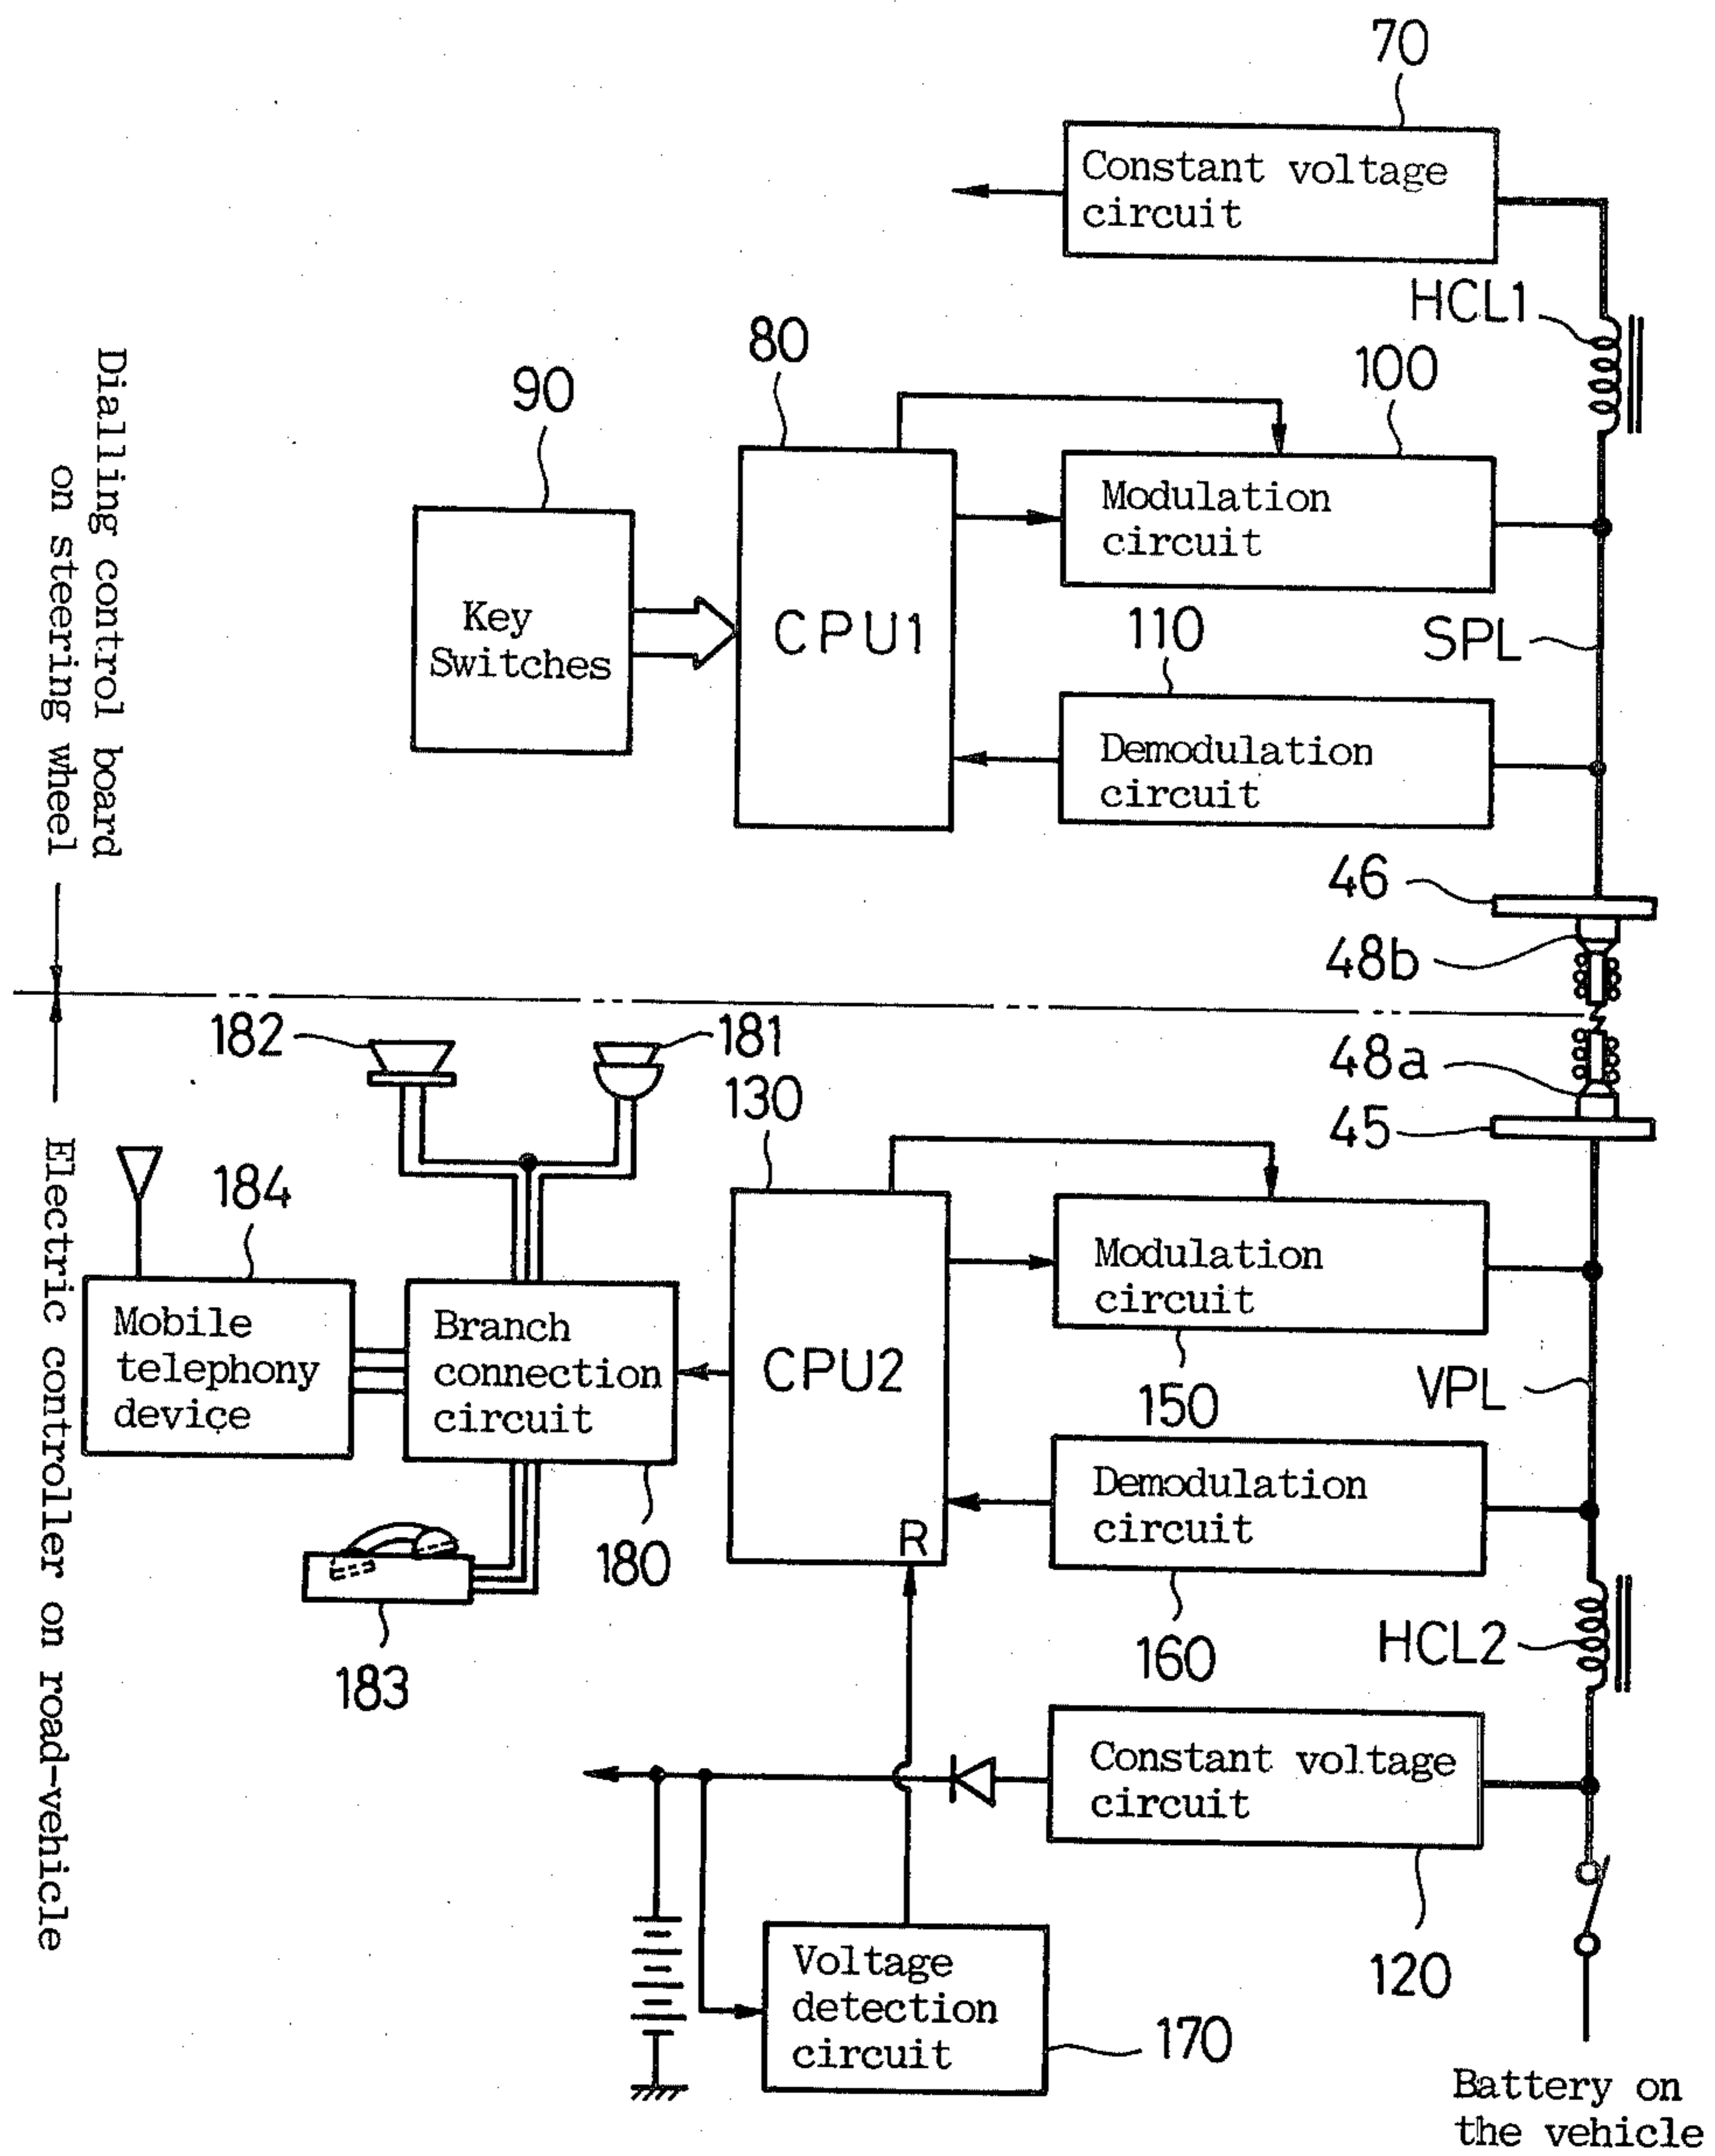 70
Constant voltage
circuit
HCL1
80
100
90
Modulation
circuit
Key
Switches
CPU1
110
SPL
Demodulation
circuit
Dialling control board
on steering wheel
46
48b
182
181
48a
130
45
184
Modulation
circuit
Mobile
telephony
device
Branch
connection
circuit
CPU2
150
VPL
Demodulation
circuit
R
180
183
160
HCL2
Constant voltage
circuit
120
Voltage
detection
circuit
170
Electric controller on road-vehicle
Battery on
the vehicle